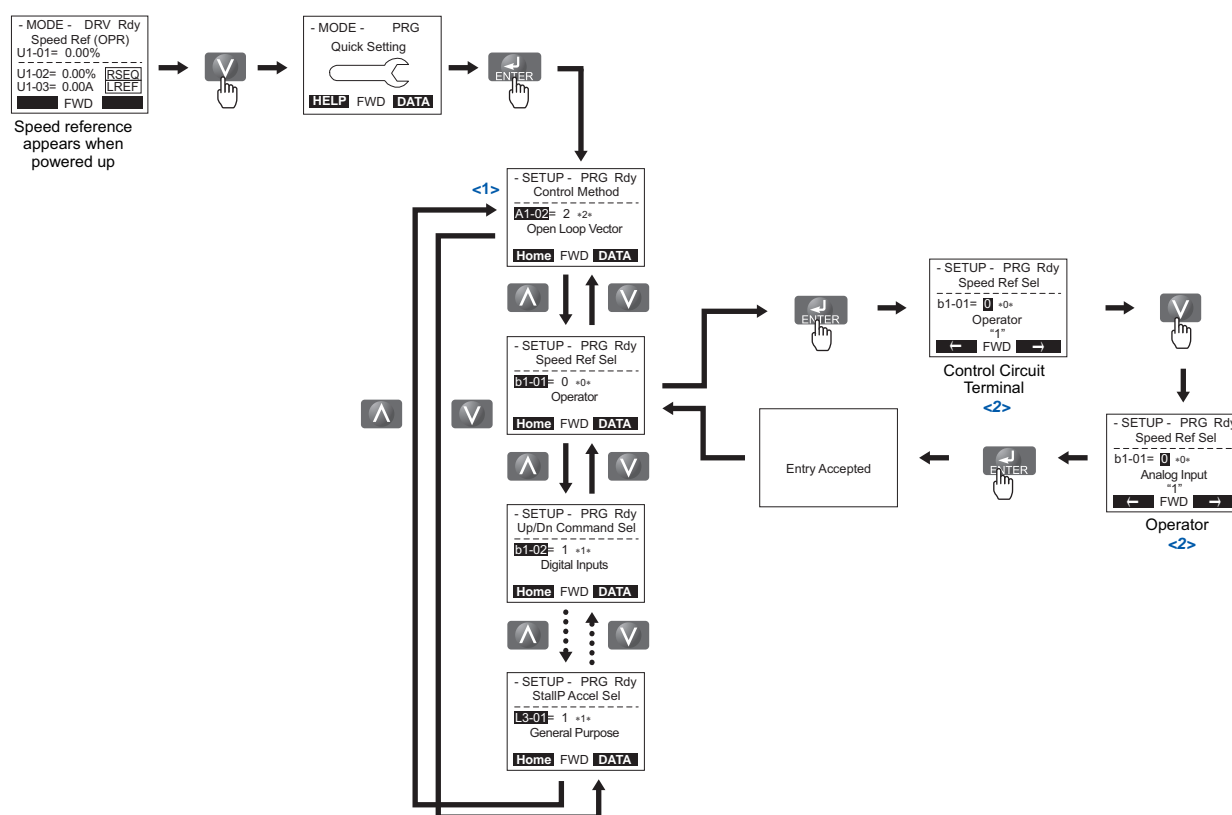 - MODE - DRV Rdy
Speed Ref (OPR)
U1-01= 0.00%
U1-02= 0.00% RSEQ
U1-03= 0.00A LREF
FWD
Speed reference
appears when
powered up
- MODE - PRG
Quick Setting
HELP FWD DATA
ENTER
<1>
- SETUP - PRG Rdy
Control Method
A1-02= 2 *2*
Open Loop Vector
Home FWD DATA
- SETUP - PRG Rdy
Speed Ref Sel
b1-01= 0 *0*
Operator
Home FWD DATA
- SETUP - PRG Rdy
Up/Dn Command Sel
b1-02= 1 *1*
Digital Inputs
Home FWD DATA
- SETUP - PRG Rdy
StallP Accel Sel
L3-01= 1 *1*
General Purpose
Home FWD DATA
ENTER
- SETUP - PRG Rdy
Speed Ref Sel
b1-01= 0 *0*
Operator
“1”
← FWD →
Control Circuit
Terminal
<2>
- SETUP - PRG Rdy
Speed Ref Sel
b1-01= 0 *0*
Analog Input
“1”
← FWD →
Operator
<2>
ENTER
Entry Accepted